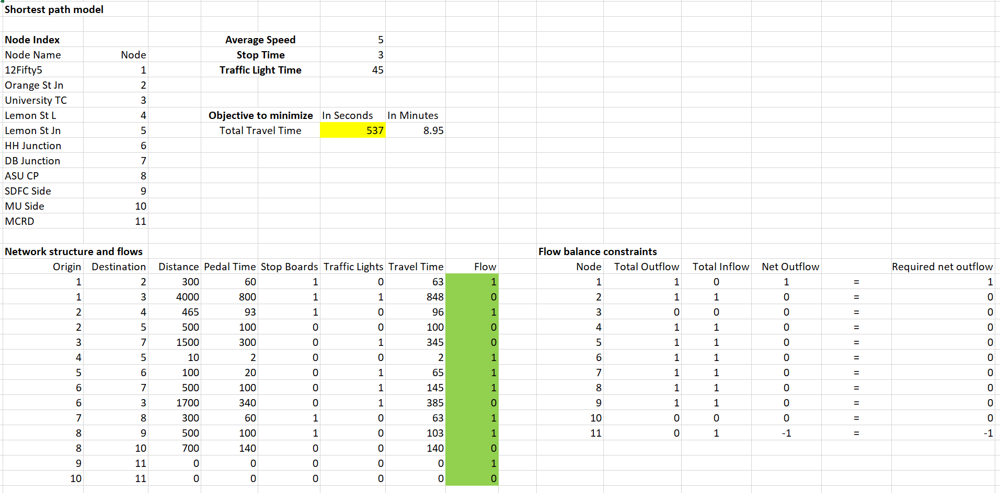 Shortest path model
Node Index Average Speed 5
Node Name Node Stop Time 3
12Fifty5 1 Traffic Light Time 45
Orange St Jn 2
University TC 3
Lemon St L 4 Objective to minimize In Seconds In Minutes
Lemon St Jn 5 Total Travel Time 537 8.95
HH Junction 6
DB Junction 7
ASU CP 8
SDFC Side 9
MU Side 10
MCRD 11
Network structure and flows Flow balance constraints
Origin Destination Distance Pedal Time Stop Boards Traffic Lights Travel Time Flow Node Total Outflow Total Inflow Net Outflow Required net outflow
1 2 300 60 1 0 63 1 1 1 0 1 = 1
1 3 4000 800 1 1 848 0 2 1 1 0 = 0
2 4 465 93 1 0 96 1 3 0 0 0 = 0
2 5 500 100 0 0 100 0 4 1 1 0 = 0
3 7 1500 300 0 1 345 0 5 1 1 0 = 0
4 5 10 2 0 0 2 1 6 1 1 0 = 0
5 6 100 20 0 1 65 1 7 1 1 0 = 0
6 7 500 100 0 1 145 1 8 1 1 0 = 0
6 3 1700 340 0 1 385 0 9 1 1 0 = 0
7 8 300 60 1 0 63 1 10 0 0 0 = 0
8 9 500 100 1 0 103 1 11 0 1 -1 = -1
8 10 700 140 0 0 140 0
9 11 0 0 0 0 0 1
10 11 0 0 0 0 0 0